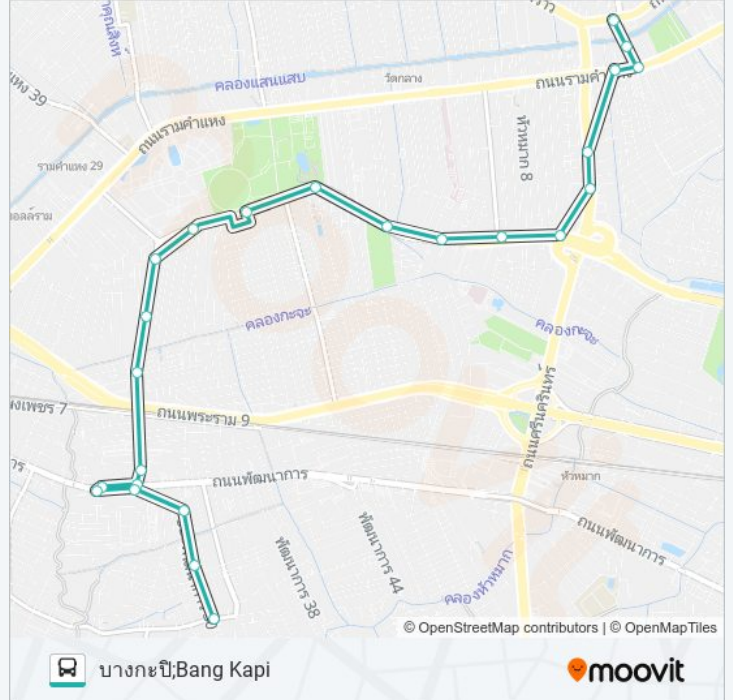 คลองแสนแสบ
วัดกลาง
ถนนรามคำแหง
หัวหมาก 8
รามคำแหง 29
คลองกะจะ
คลองกะจะ
ถนนศรีนครินทร์
ถนนพระราม 9
หัวหมาก
ถนนพัฒนาการ
ถนนพัฒนาการ
พัฒนาการ 44
พัฒนาการ 38
คลองหัวหมาก
© OpenStreetMap contributors | © OpenMapTiles
บางกะปิ;Bang Kapi
moovit